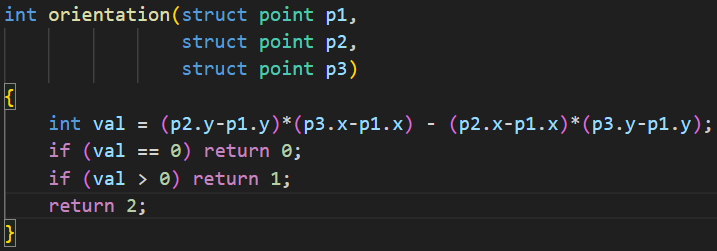 int orientation(struct point p1,
                struct point p2,
                struct point p3)
{
    int val = (p2.y-p1.y)*(p3.x-p1.x) - (p2.x-p1.x)*(p3.y-p1.y);
    if (val == 0) return 0;
    if (val > 0) return 1;
    return 2;
}